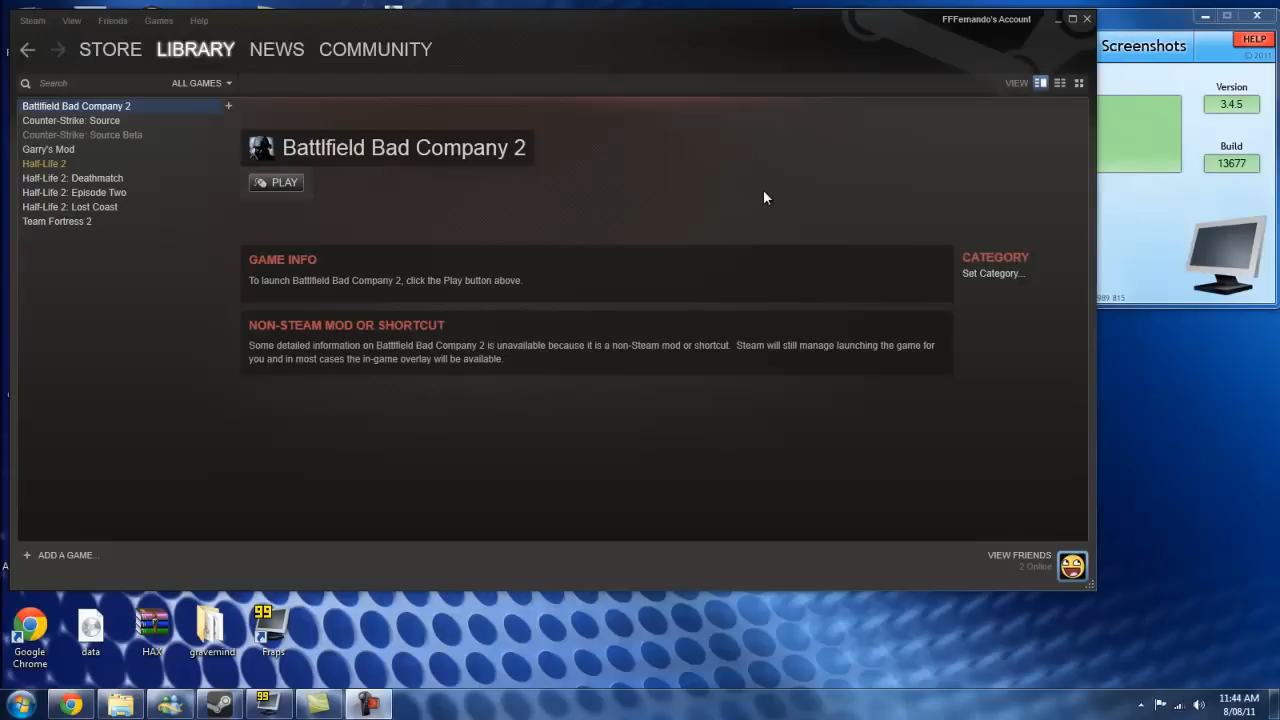 Steam View Friends Games Help
FFFernando's Account
STORE LIBRARY NEWS COMMUNITY
Search
ALL GAMES
VIEW
Battlfield Bad Company 2
Counter-Strike: Source
Counter-Strike: Source Beta
Garry's Mod
Half-Life 2
Half-Life 2: Deathmatch
Half-Life 2: Episode Two
Half-Life 2: Lost Coast
Team Fortress 2
Battlfield Bad Company 2
PLAY
GAME INFO
To launch Battlfield Bad Company 2, click the Play button above.
CATEGORY
Set Category...
NON-STEAM MOD OR SHORTCUT
Some detailed information on Battlfield Bad Company 2 is unavailable because it is a non-Steam mod or shortcut. Steam will still manage launching the game for
you and in most cases the in-game overlay will be available.
+ ADD A GAME...
VIEW FRIENDS
2 Online
Screenshots
HELP
© 2011
Version
3.4.5
Build
13677
989 815
Google
Chrome
data
HAX
gravemind
99
Fraps
99
11:44 AM
8/08/11